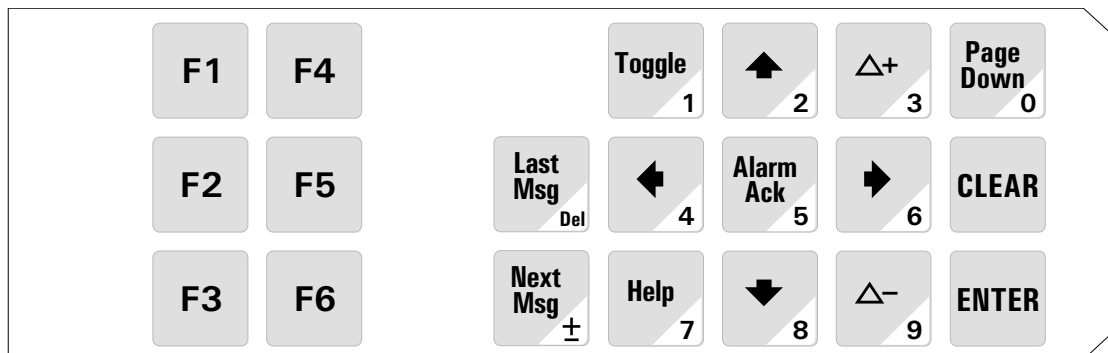 F1 F4 Toggle 1 2 △+ 3 Page Down 0
F2 F5 Last Msg Del 4 Alarm Ack 5 6 CLEAR
F3 F6 Next Msg ± Help 7 8 △− 9 ENTER